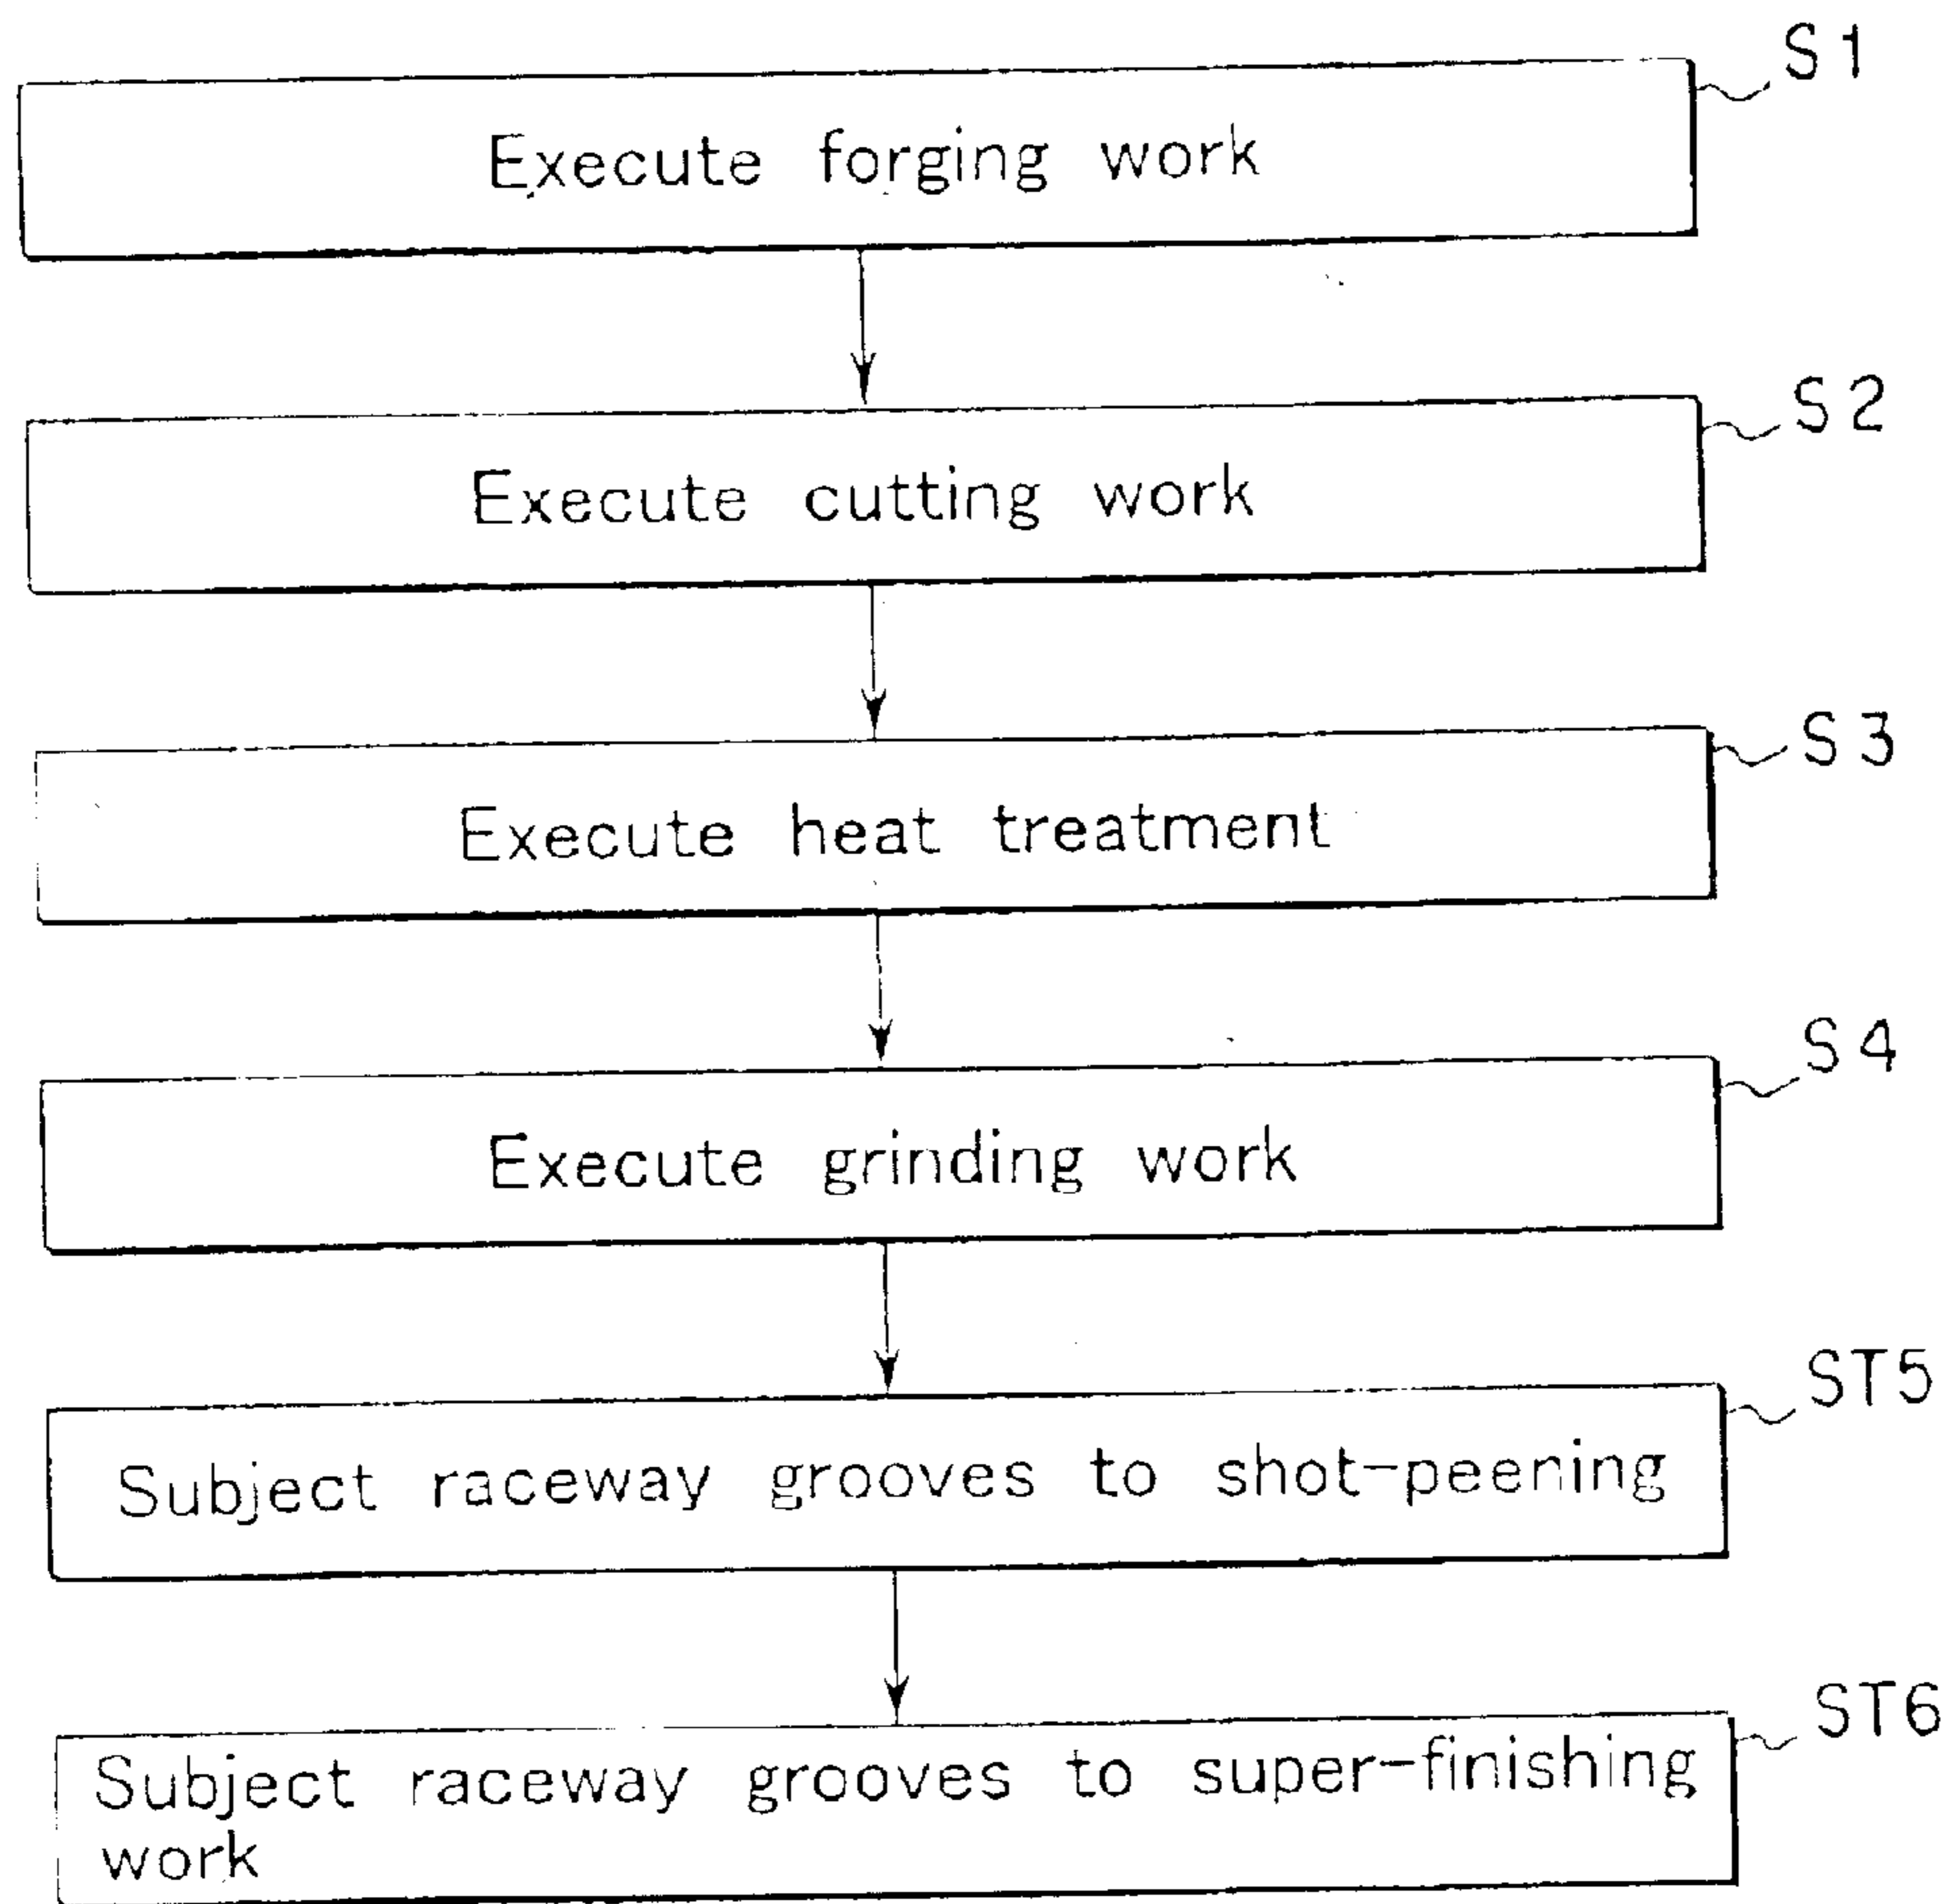 S1
Execute forging work
S2
Execute cutting work
S3
Execute heat treatment
S4
Execute grinding work
ST5
Subject raceway grooves to shot-peening
ST6
Subject raceway grooves to super-finishing
work